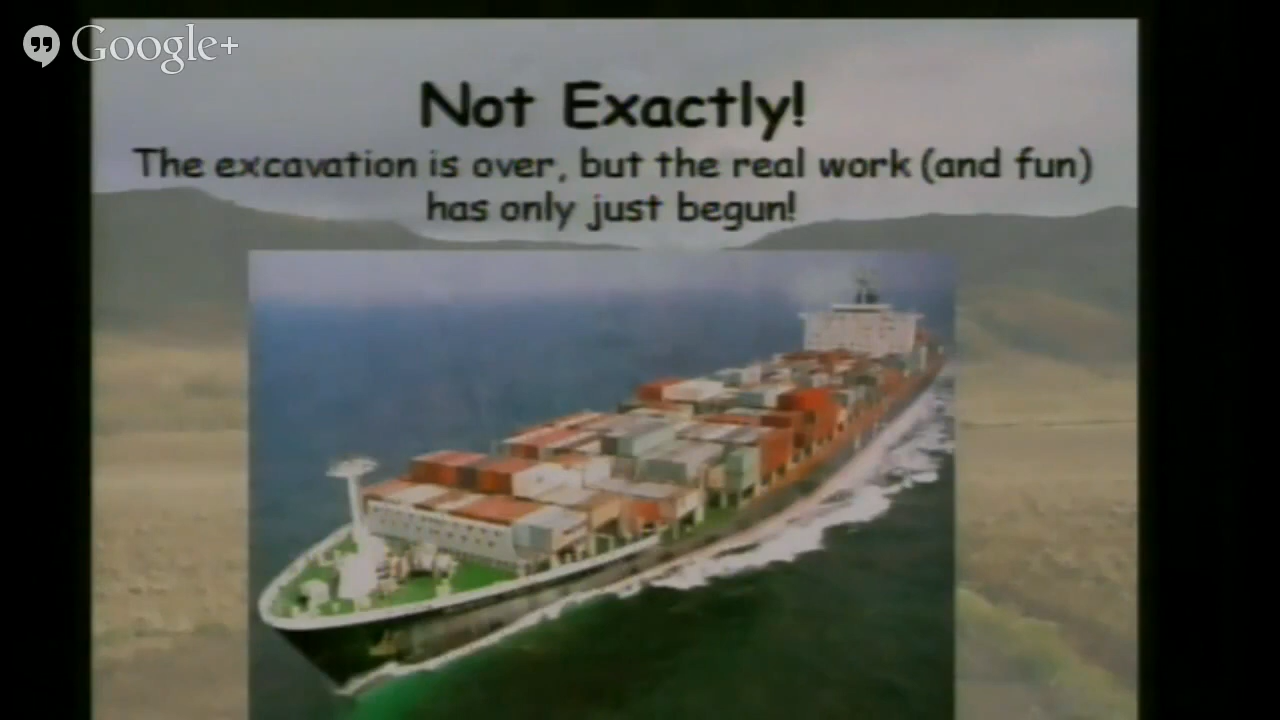 Google+
Not Exactly!
The excavation is over, but the real work (and fun)
has only just begun!